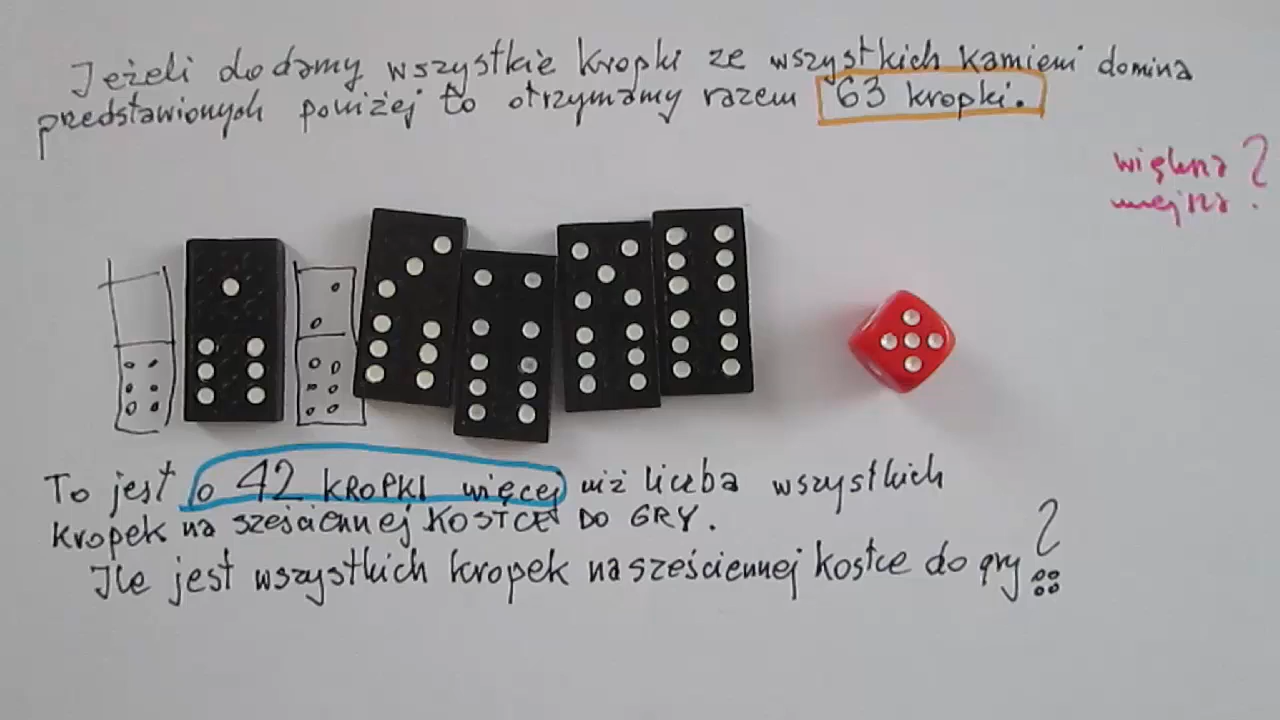 Jeżeli dodamy wszystkie kropki ze wszystkich kamieni domina
przedstawionych poniżej to otrzymamy razem 63 kropki.
większa ?
mniejsza
To jest o 42 KROPKI więcej niż liczba wszystkich
kropek na sześciennej KOSTCE DO GRY.
Ile jest wszystkich kropek na sześciennej kostce do gry ?